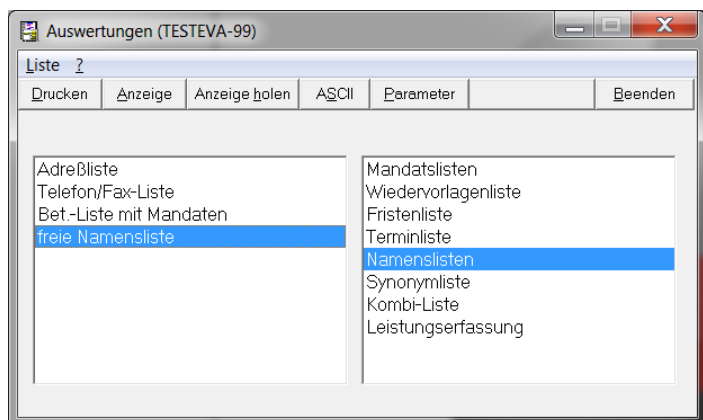 Auswertungen (TESTEVA-99)
Liste ?
Drucken Anzeige Anzeige holen ASCII Parameter Beenden
Adreßliste
Telefon/Fax-Liste
Bet.-Liste mit Mandaten
freie Namensliste
Mandatslisten
Wiedervorlagenliste
Fristenliste
Terminliste
Namenslisten
Synonymliste
Kombi-Liste
Leistungserfassung